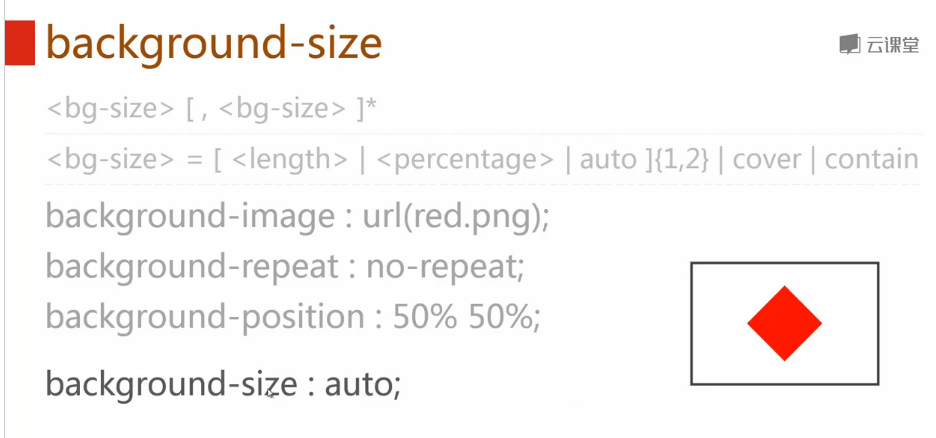 background-size
云课堂
<bg-size> [ , <bg-size> ]*
<bg-size> = [ <length> | <percentage> | auto ]{1,2} | cover | contain
background-image : url(red.png);
background-repeat : no-repeat;
background-position : 50% 50%;
background-size : auto;